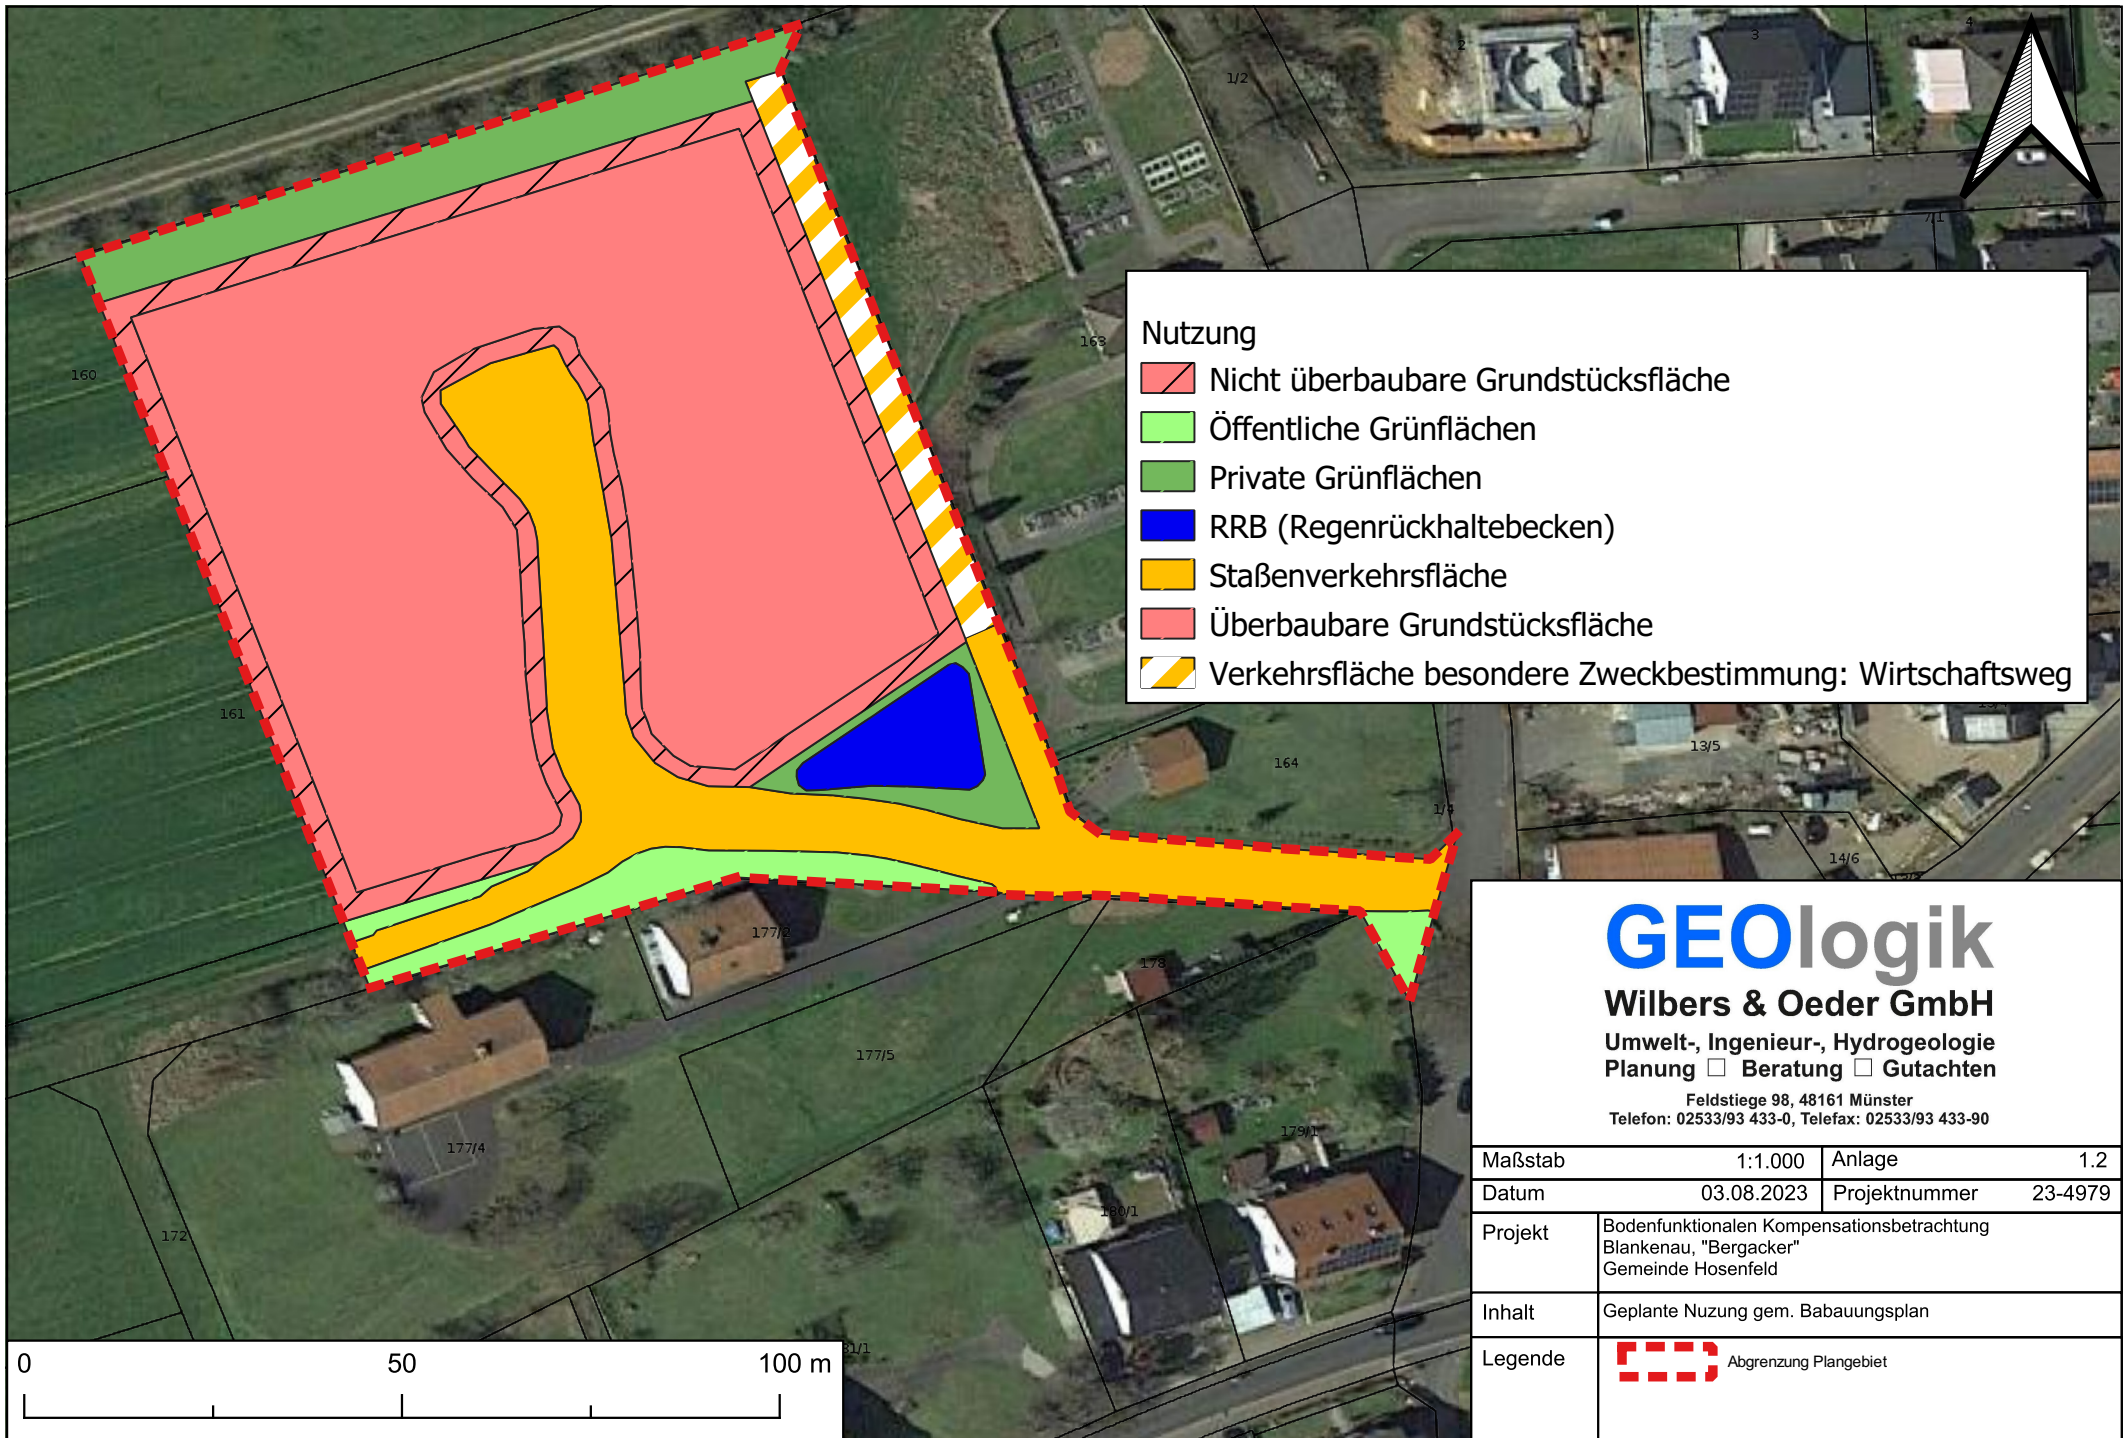 1/2
2
3
4
7/1
160
163
161
164
13/5
1/4
14/6
177/2
178
177/5
177/4
179/1
180/1
172
Nutzung
Nicht überbaubare Grundstücksfläche
Öffentliche Grünflächen
Private Grünflächen
RRB (Regenrückhaltebecken)
Staßenverkehrsfläche
Überbaubare Grundstücksfläche
Verkehrsfläche besondere Zweckbestimmung: Wirtschaftsweg
GEOlogik
Wilbers & Oeder GmbH
Umwelt-, Ingenieur-, Hydrogeologie
Planung □ Beratung □ Gutachten
Feldstiege 98, 48161 Münster
Telefon: 02533/93 433-0, Telefax: 02533/93 433-90
Maßstab 1:1.000 Anlage 1.2
Datum 03.08.2023 Projektnummer 23-4979
Projekt Bodenfunktionalen Kompensationsbetrachtung
Blankenau, "Bergacker"
Gemeinde Hosenfeld
Inhalt Geplante Nuzung gem. Babauungsplan
Legende Abgrenzung Plangebiet
0 50 100 m